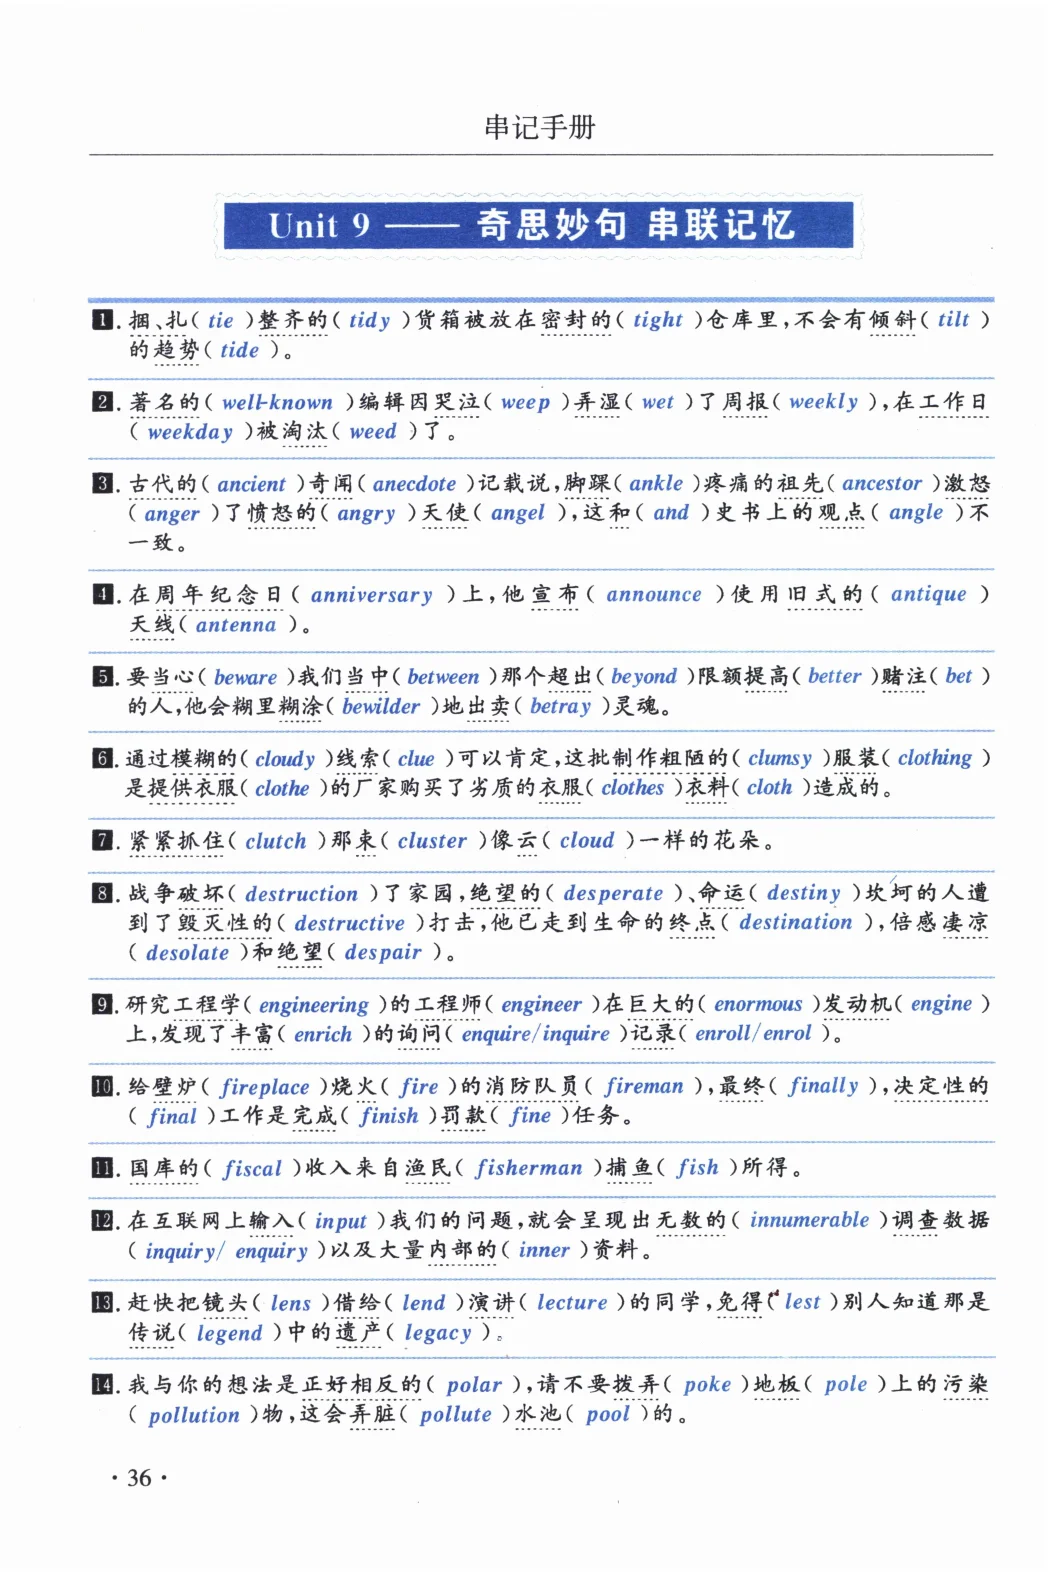 串记手册
Unit 9 —— 奇思妙句 串联记忆
1. 捆、扎( tie )整齐的( tidy )货箱被放在密封的( tight )仓库里,不会有倾斜( tilt )
的趋势( tide )。
2. 著名的( well-known )编辑因哭泣( weep )弄湿( wet )了周报( weekly ),在工作日
( weekday )被淘汰( weed )了。
3. 古代的( ancient )奇闻( anecdote )记载说,脚踝( ankle )疼痛的祖先( ancestor )激怒
( anger )了愤怒的( angry )天使( angel ),这和( and )史书上的观点( angle )不
一致。
4. 在周年纪念日( anniversary )上,他宣布( announce )使用旧式的( antique )
天线( antenna )。
5. 要当心( beware )我们当中( between )那个超出( beyond )限额提高( better )赌注( bet )
的人,他会糊里糊涂( bewilder )地出卖( betray )灵魂。
6. 通过模糊的( cloudy )线索( clue )可以肯定,这批制作粗陋的( clumsy )服装( clothing )
是提供衣服( clothe )的厂家购买了劣质的衣服( clothes )衣料( cloth )造成的。
7. 紧紧抓住( clutch )那束( cluster )像云( cloud )一样的花朵。
8. 战争破坏( destruction )了家园,绝望的( desperate )、命运( destiny )坎坷的人遭
到了毁灭性的( destructive )打击,他已走到生命的终点( destination ),倍感凄凉
( desolate )和绝望( despair )。
9. 研究工程学( engineering )的工程师( engineer )在巨大的( enormous )发动机( engine )
上,发现了丰富( enrich )的询问( enquire/inquire )记录( enroll/enrol )。
10. 给壁炉( fireplace )烧火( fire )的消防队员( fireman ),最终( finally ),决定性的
( final )工作是完成( finish )罚款( fine )任务。
11. 国库的( fiscal )收入来自渔民( fisherman )捕鱼( fish )所得。
12. 在互联网上输入( input )我们的问题,就会呈现出无数的( innumerable )调查数据
( inquiry/ enquiry )以及大量内部的( inner )资料。
13. 赶快把镜头( lens )借给( lend )演讲( lecture )的同学,免得( lest )别人知道那是
传说( legend )中的遗产( legacy )。
14. 我与你的想法是正好相反的( polar ),请不要拨弄( poke )地板( pole )上的污染
( pollution )物,这会弄脏( pollute )水池( pool )的。
· 36 ·